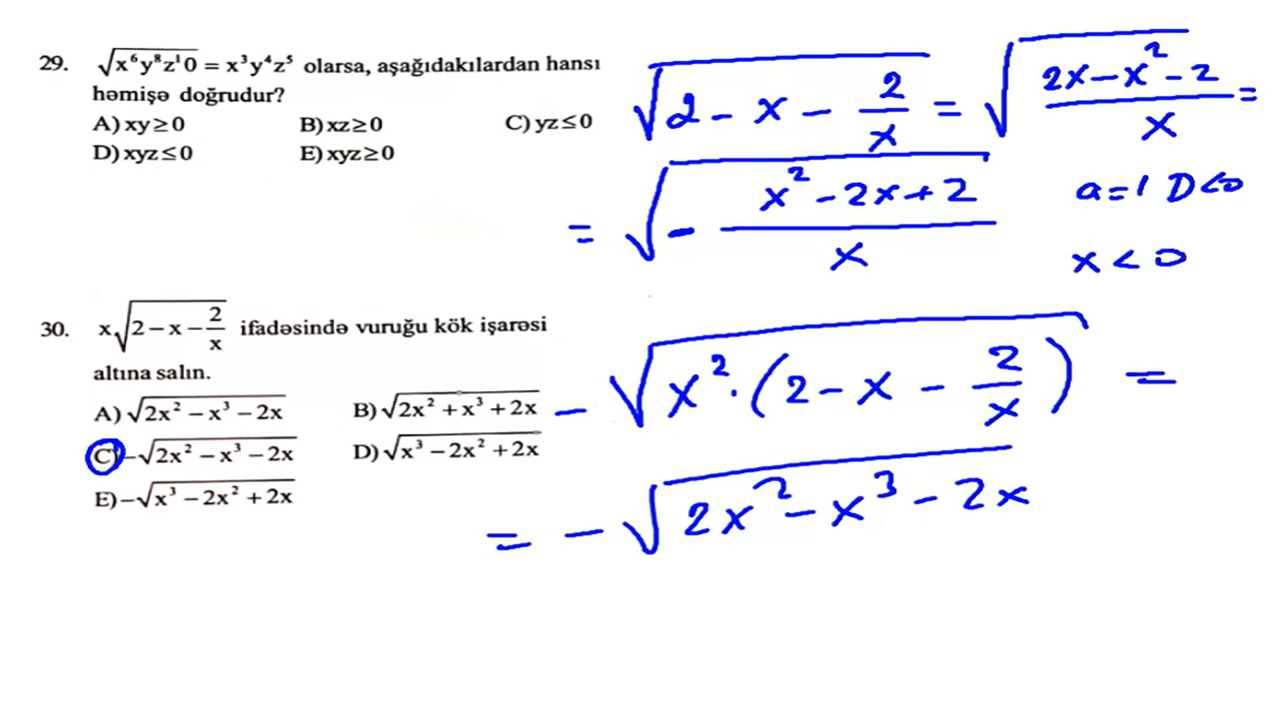 29. √x⁶y⁸z¹0 = x³y⁴z⁵ olarsa, aşağıdakılardan hansı
həmişə doğrudur?
A) xy≥0 B) xz≥0 C) yz≤0
D) xyz≤0 E) xyz≥0
√2 - x - 2/x = √(2x - x² - 2)/x =
= √- (x² - 2x + 2)/x a=1 D<0
x < 0
30. x√2-x-2/x ifadəsində vuruğu kök işarəsi
altına salın.
A) √2x² - x³ - 2x B) √2x² + x³ + 2x
C) -√2x² - x³ - 2x D) √x³ - 2x² + 2x
E) -√x³ - 2x² + 2x
- √x² · (2 - x - 2/x) =
= - √2x² - x³ - 2x